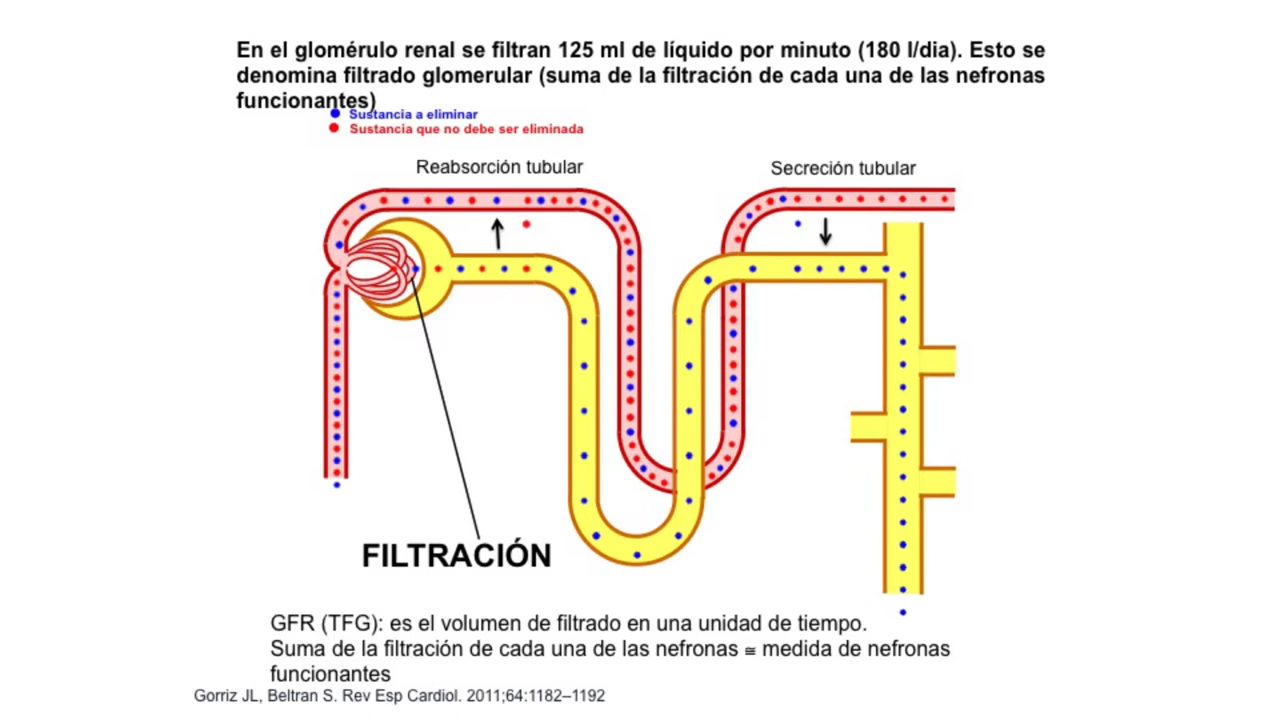 En el glomérulo renal se filtran 125 ml de líquido por minuto (180 l/dia). Esto se
denomina filtrado glomerular (suma de la filtración de cada una de las nefronas
funcionantes)
Sustancia a eliminar
Sustancia que no debe ser eliminada
Reabsorción tubular
Secreción tubular
FILTRACIÓN
GFR (TFG): es el volumen de filtrado en una unidad de tiempo.
Suma de la filtración de cada una de las nefronas ≅ medida de nefronas
funcionantes
Gorriz JL, Beltran S. Rev Esp Cardiol. 2011;64:1182–1192